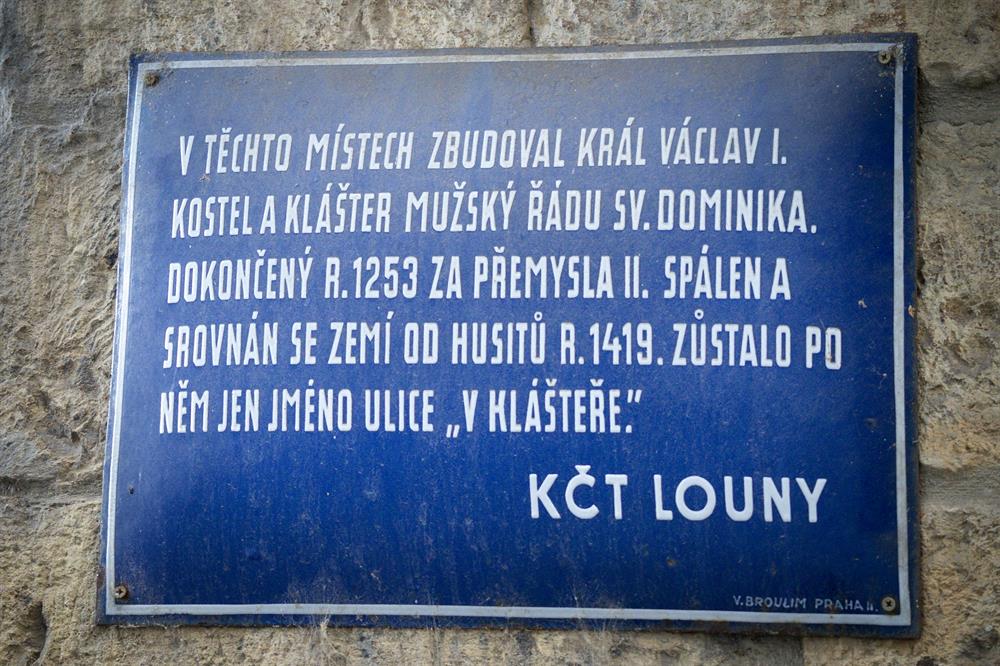 V TĚCHTO MÍSTECH ZBUDOVAL KRÁL VÁCLAV I.
KOSTEL A KLÁŠTER MUŽSKÝ ŘÁDU SV. DOMINIKA.
DOKONČENÝ R. 1253 ZA PŘEMYSLA II. SPÁLEN A
SROVNÁN SE ZEMÍ OD HUSITŮ R. 1419. ZŮSTALO PO
NĚM JEN JMÉNO ULICE „V KLÁŠTEŘE.”
KČT LOUNY
V. BROULIM PRAHA II.